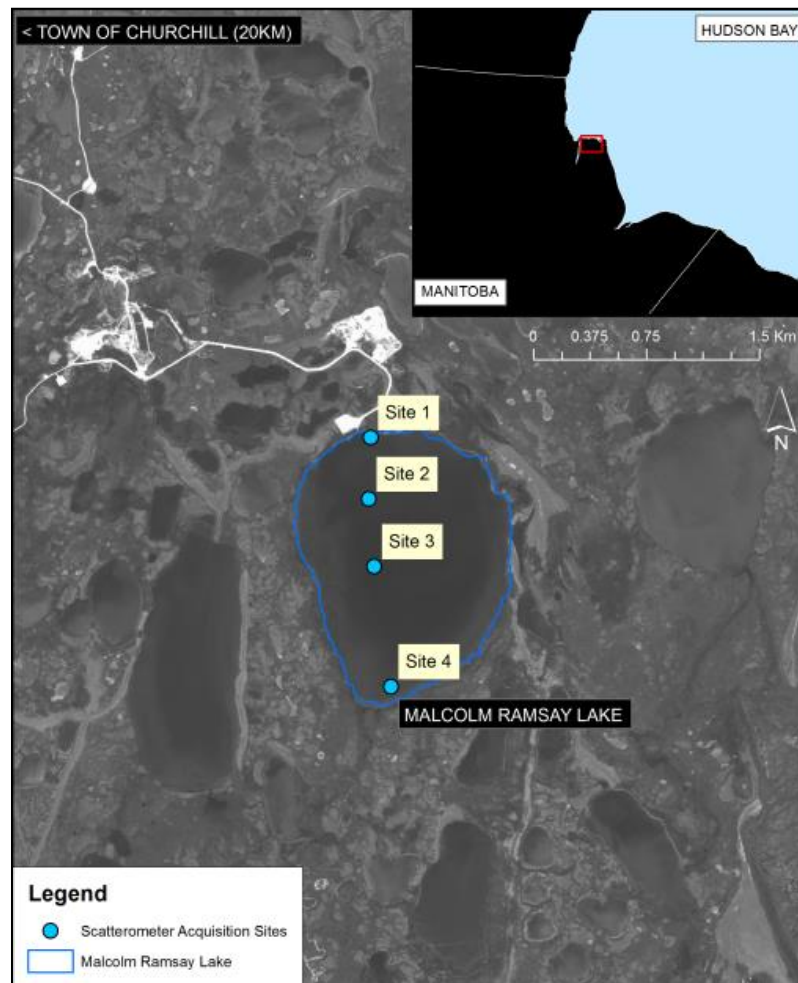 < TOWN OF CHURCHILL (20KM)
HUDSON BAY
MANITOBA
0 0.375 0.75 1.5 Km
N
Site 1
Site 2
Site 3
Site 4
MALCOLM RAMSAY LAKE
Legend
Scatterometer Acquisition Sites
Malcolm Ramsay Lake